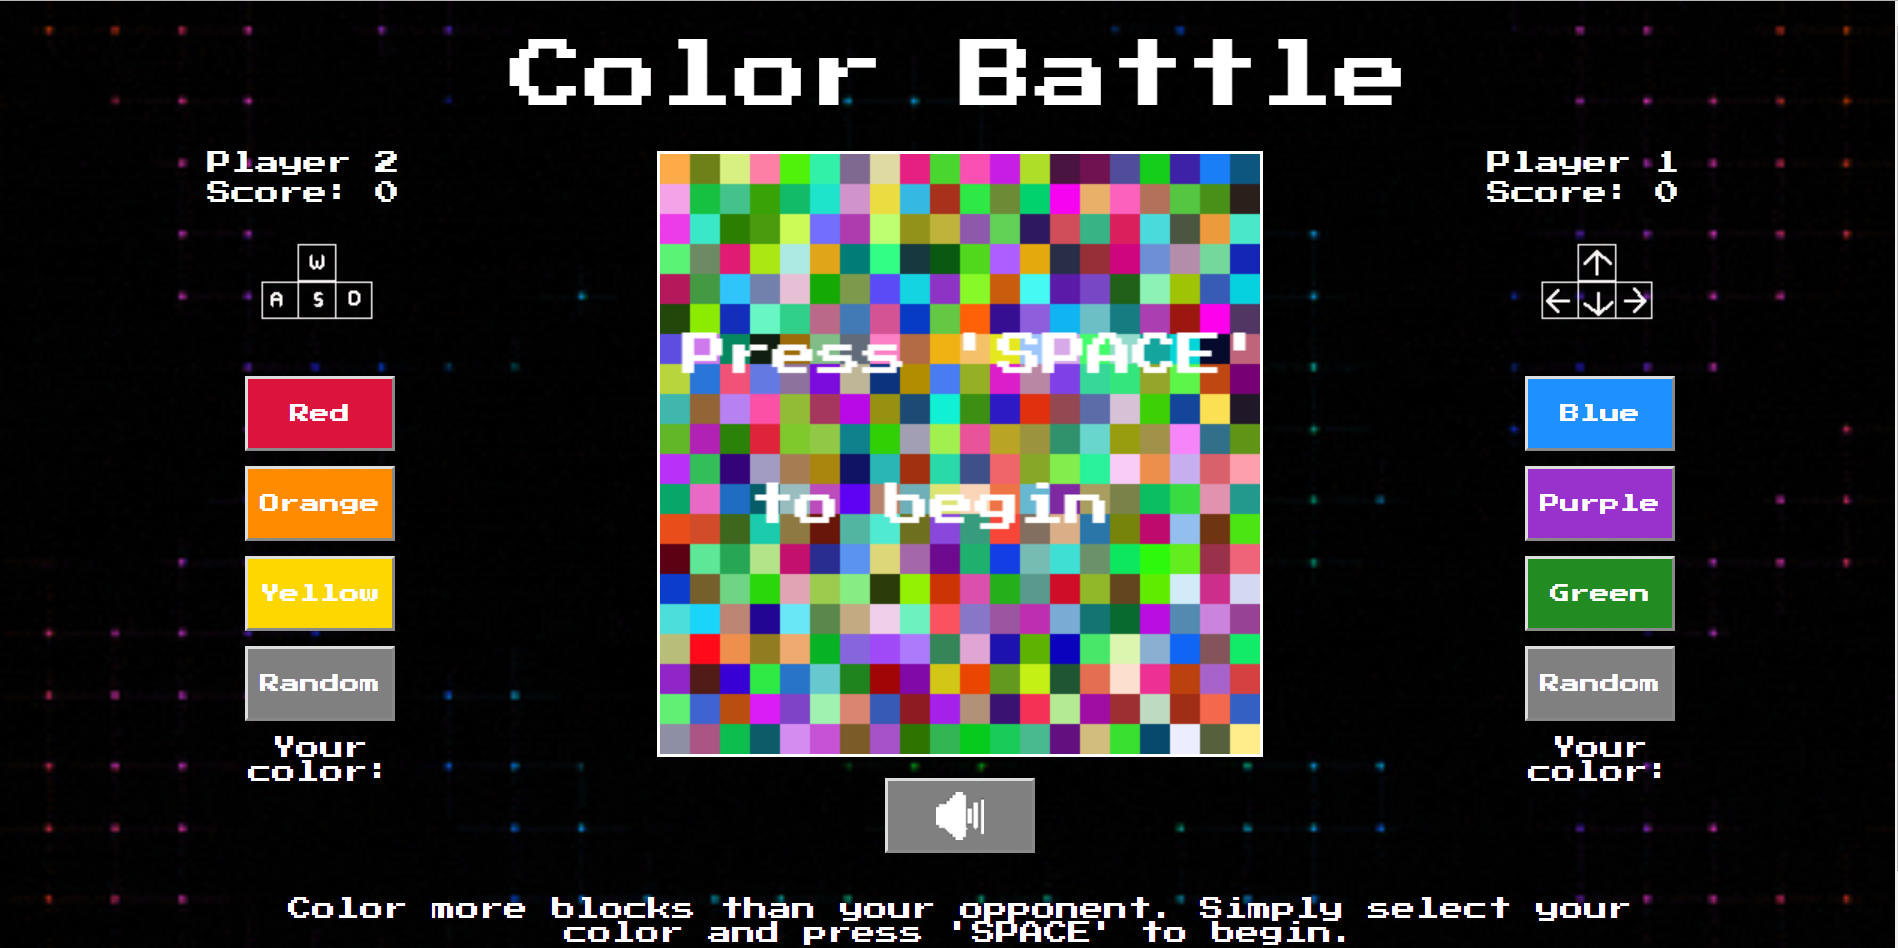 Color Battle
Player 2
Score: 0
W
A S D
Red
Orange
Yellow
Random
Your
color:
Press 'SPACE'
to begin
Player 1
Score: 0
↑
← ↓ →
Blue
Purple
Green
Random
Your
color:
Color more blocks than your opponent. Simply select your
color and press 'SPACE' to begin.